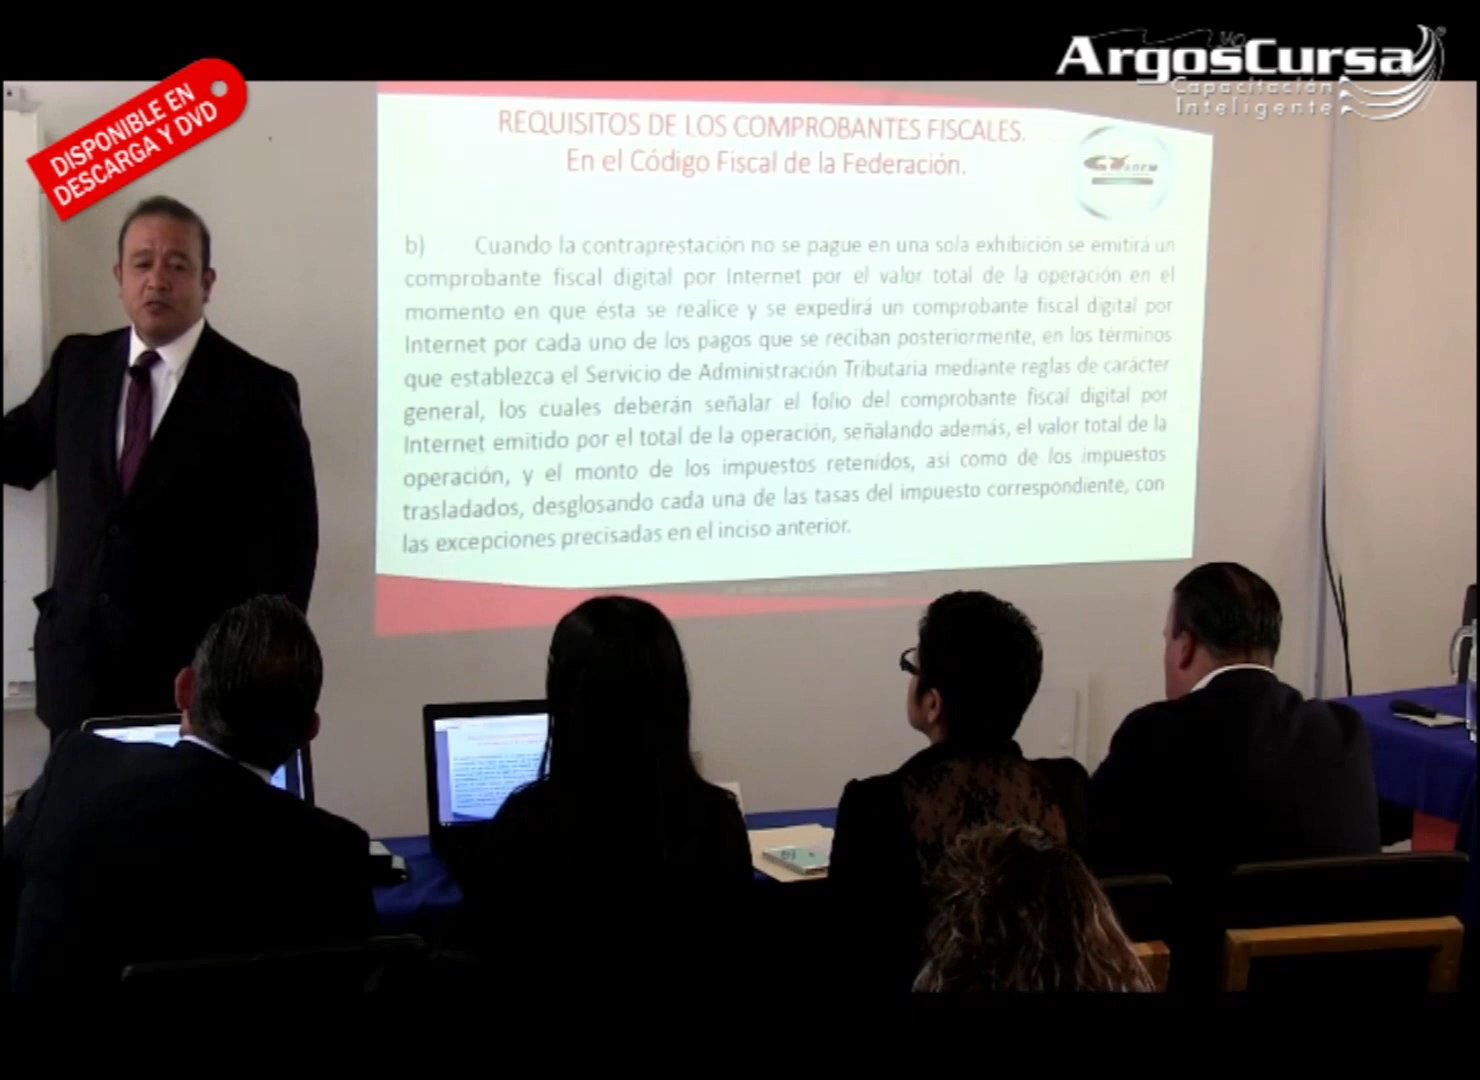 ArgosCursa
Capacitación
Inteligente
DISPONIBLE EN
DESCARGA Y DVD
REQUISITOS DE LOS COMPROBANTES FISCALES.
En el Código Fiscal de la Federación.
b) Cuando la contraprestación no se pague en una sola exhibición se emitirá un
comprobante fiscal digital por Internet por el valor total de la operación en el
momento en que ésta se realice y se expedirá un comprobante fiscal digital por
Internet por cada uno de los pagos que se reciban posteriormente, en los términos
que establezca el Servicio de Administración Tributaria mediante reglas de carácter
general, los cuales deberán señalar el folio del comprobante fiscal digital por
Internet emitido por el total de la operación, señalando además, el valor total de la
operación, y el monto de los impuestos retenidos, así como de los impuestos
trasladados, desglosando cada una de las tasas del impuesto correspondiente, con
las excepciones precisadas en el inciso anterior.